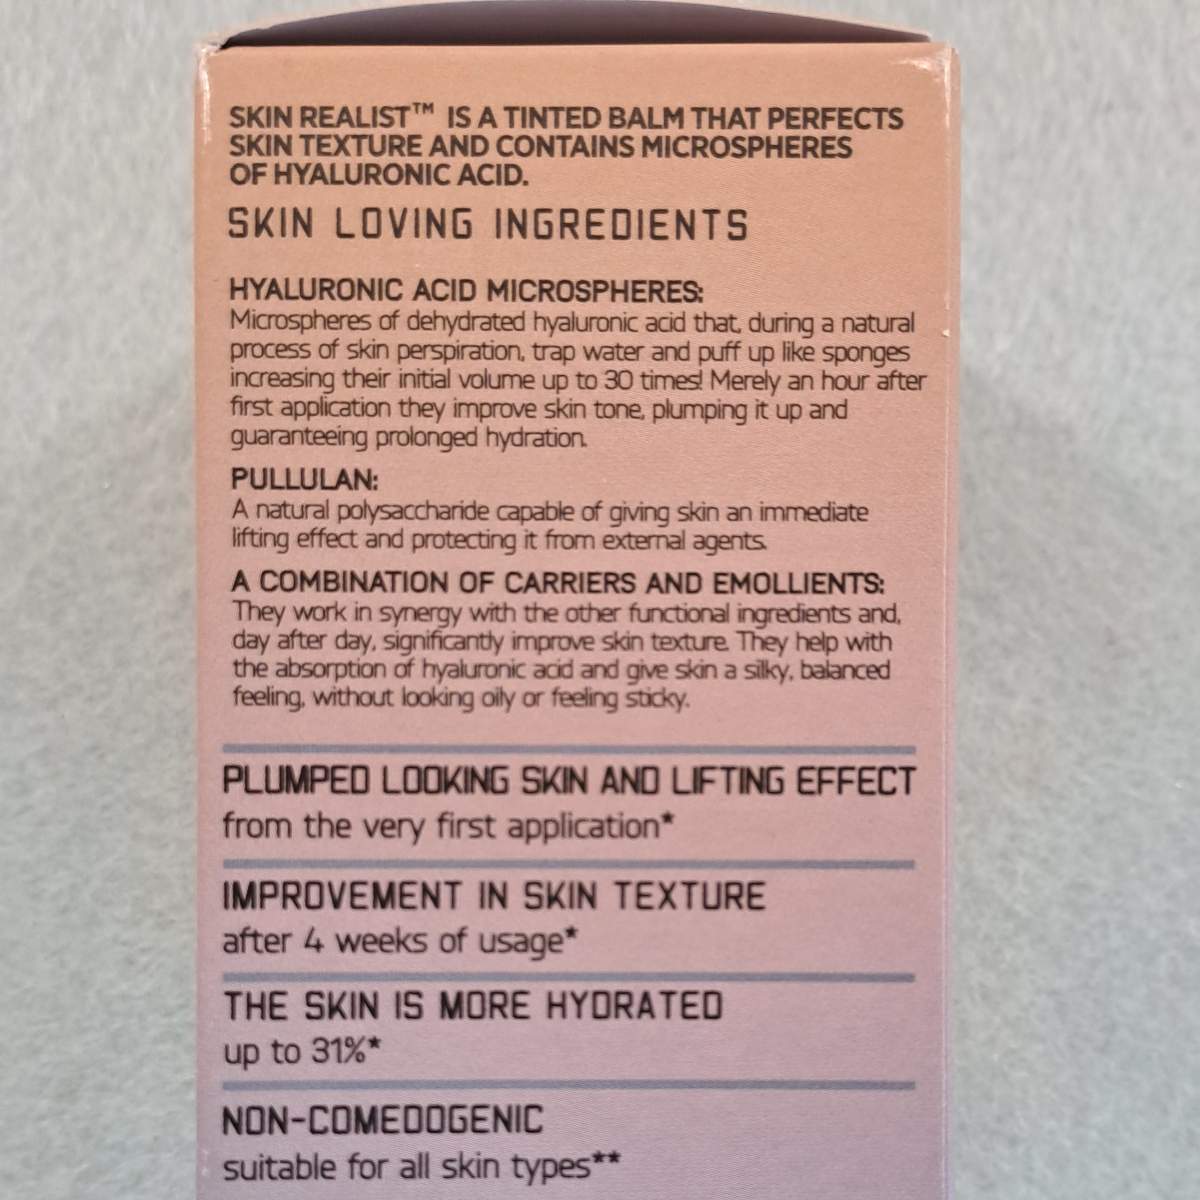 SKIN REALIST™ IS A TINTED BALM THAT PERFECTS
SKIN TEXTURE AND CONTAINS MICROSPHERES
OF HYALURONIC ACID.
SKIN LOVING INGREDIENTS
HYALURONIC ACID MICROSPHERES:
Microspheres of dehydrated hyaluronic acid that, during a natural
process of skin perspiration, trap water and puff up like sponges
increasing their initial volume up to 30 times! Merely an hour after
first application they improve skin tone, plumping it up and
guaranteeing prolonged hydration.
PULLULAN:
A natural polysaccharide capable of giving skin an immediate
lifting effect and protecting it from external agents.
A COMBINATION OF CARRIERS AND EMOLLIENTS:
They work in synergy with the other functional ingredients and,
day after day, significantly improve skin texture. They help with
the absorption of hyaluronic acid and give skin a silky, balanced
feeling, without looking oily or feeling sticky.
PLUMPED LOOKING SKIN AND LIFTING EFFECT
from the very first application*
IMPROVEMENT IN SKIN TEXTURE
after 4 weeks of usage*
THE SKIN IS MORE HYDRATED
up to 31%*
NON-COMEDOGENIC
suitable for all skin types**